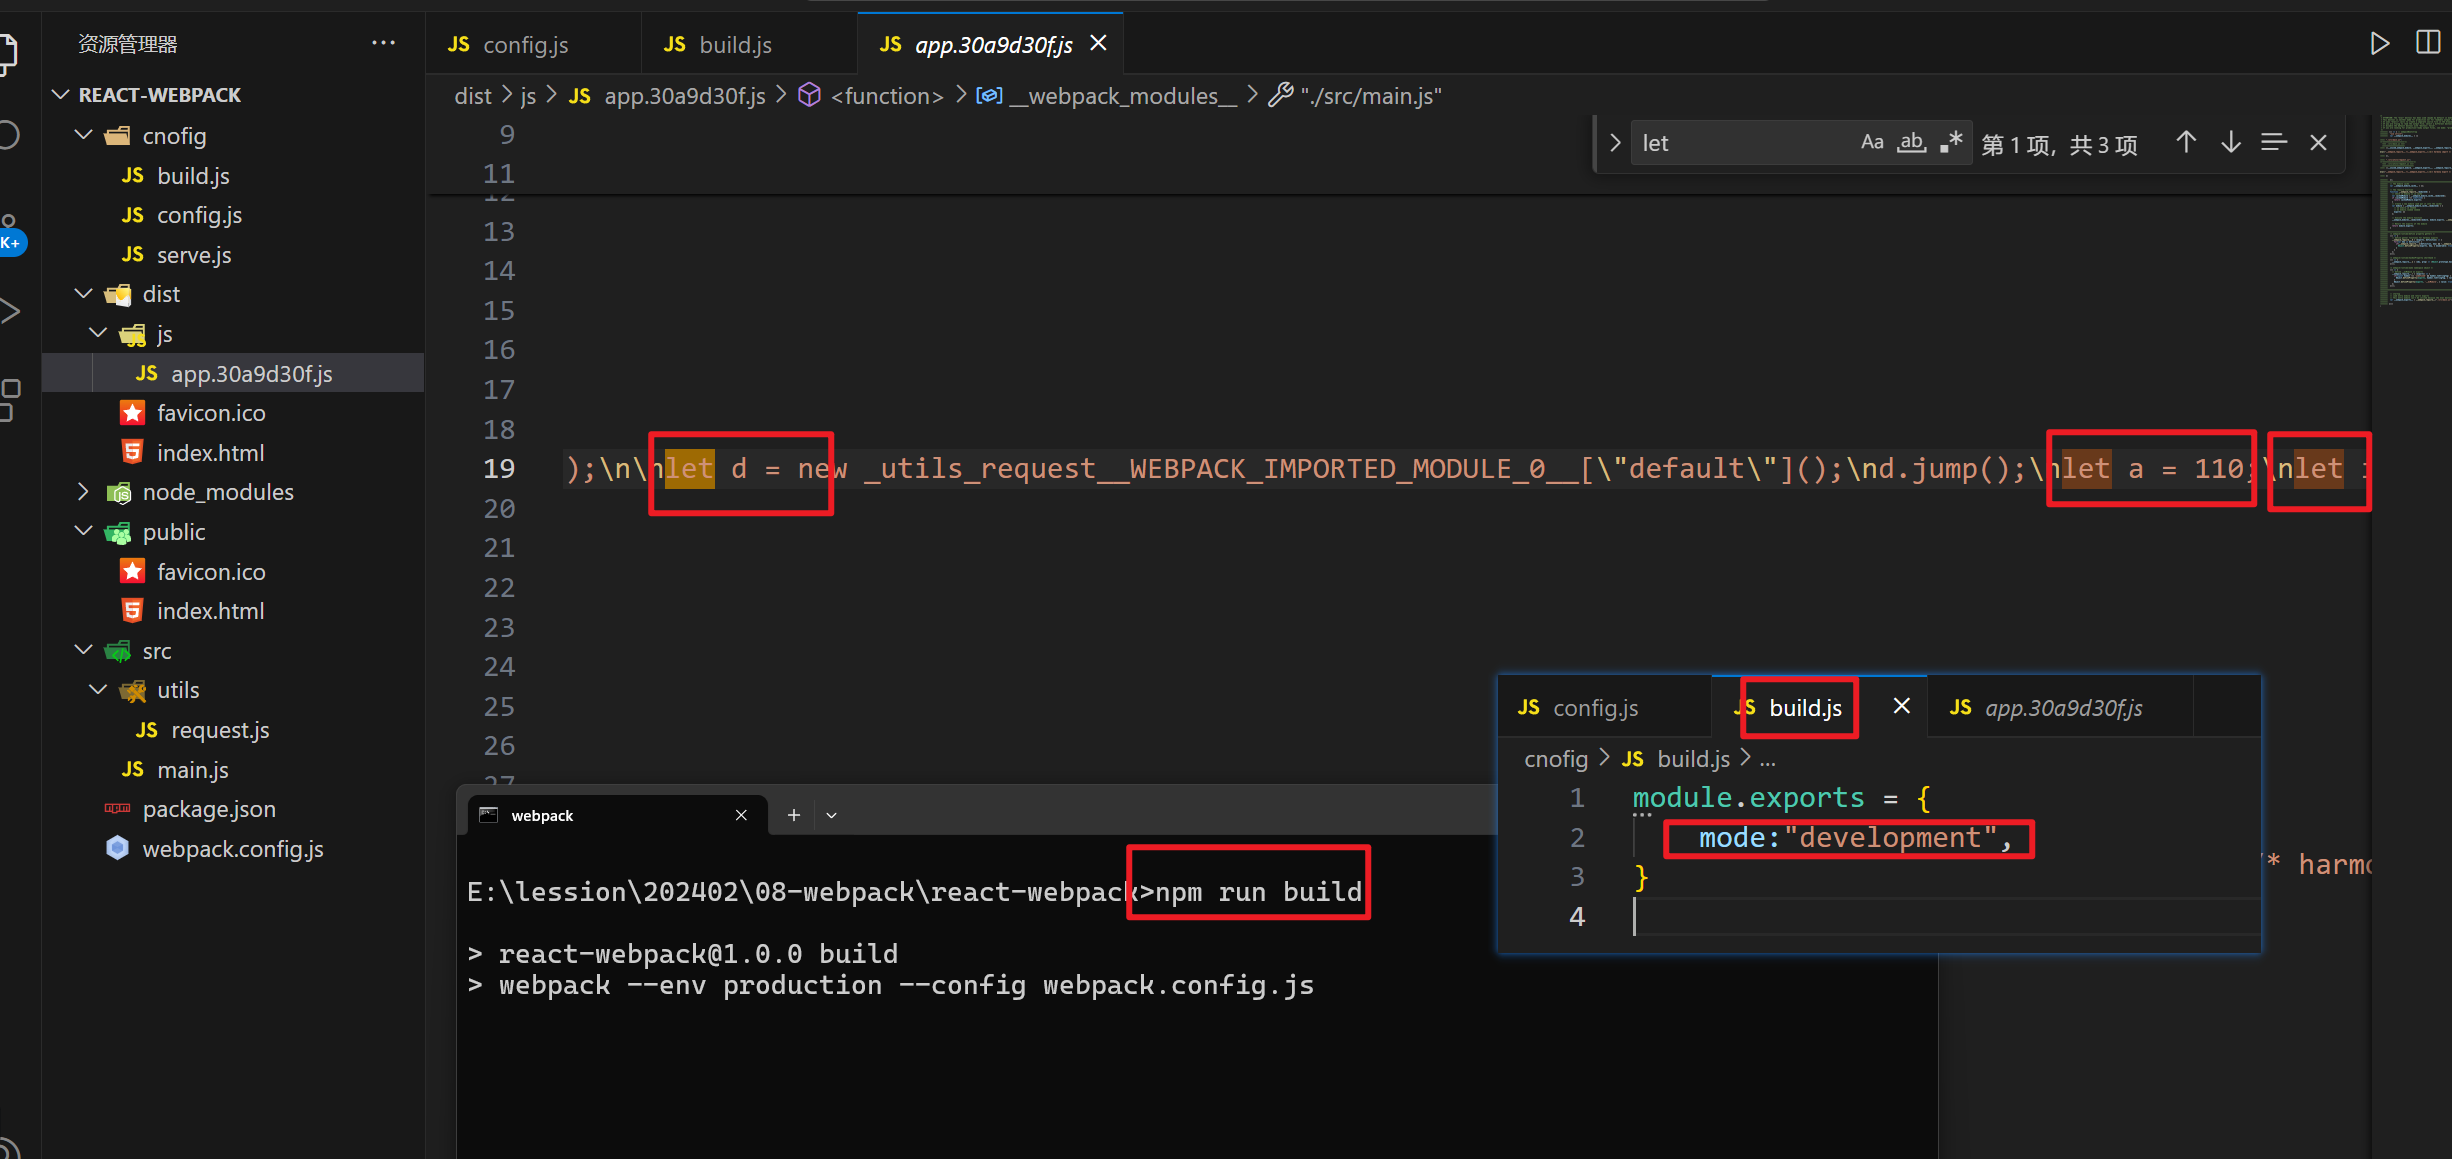 资源管理器
REACT-WEBPACK
cnofig
build.js
config.js
serve.js
dist
js
app.30a9d30f.js
favicon.ico
index.html
node_modules
public
favicon.ico
index.html
src
utils
request.js
main.js
package.json
webpack.config.js
K+
JS config.js
JS build.js
JS app.30a9d30f.js
dist > js > JS app.30a9d30f.js > <function> > __webpack_modules__ > "./src/main.js"
let
Aa ab .* 第 1 项, 共 3 项
9
11
12
13
14
15
16
17
18
19 );\n\nlet d = new _utils_request__WEBPACK_IMPORTED_MODULE_0__[\"default\"]();\nd.jump();\nlet a = 110;\nlet
20
21
22
23
24
25
26
27
/* harmo
JS config.js
JS build.js
JS app.30a9d30f.js
cnofig > JS build.js > ...
1 module.exports = {
2 mode:"development",
3 }
4
webpack
E:\lession\202402\08-webpack\react-webpack>npm run build
> react-webpack@1.0.0 build
> webpack --env production --config webpack.config.js